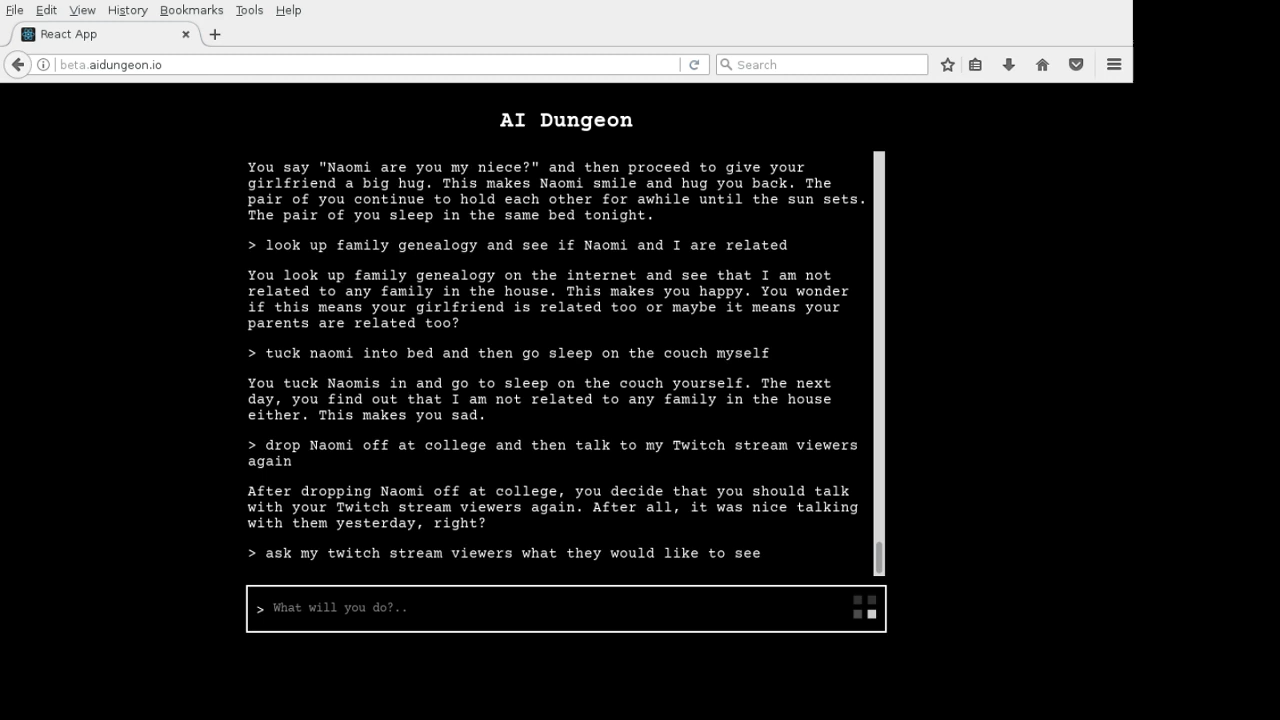 File Edit View History Bookmarks Tools Help
React App
beta.aidungeon.io
Search
AI Dungeon
You say "Naomi are you my niece?" and then proceed to give your
girlfriend a big hug. This makes Naomi smile and hug you back. The
pair of you continue to hold each other for awhile until the sun sets.
The pair of you sleep in the same bed tonight.
> look up family genealogy and see if Naomi and I are related
You look up family genealogy on the internet and see that I am not
related to any family in the house. This makes you happy. You wonder
if this means your girlfriend is related too or maybe it means your
parents are related too?
> tuck naomi into bed and then go sleep on the couch myself
You tuck Naomis in and go to sleep on the couch yourself. The next
day, you find out that I am not related to any family in the house
either. This makes you sad.
> drop Naomi off at college and then talk to my Twitch stream viewers
again
After dropping Naomi off at college, you decide that you should talk
with your Twitch stream viewers again. After all, it was nice talking
with them yesterday, right?
> ask my twitch stream viewers what they would like to see
> What will you do?..